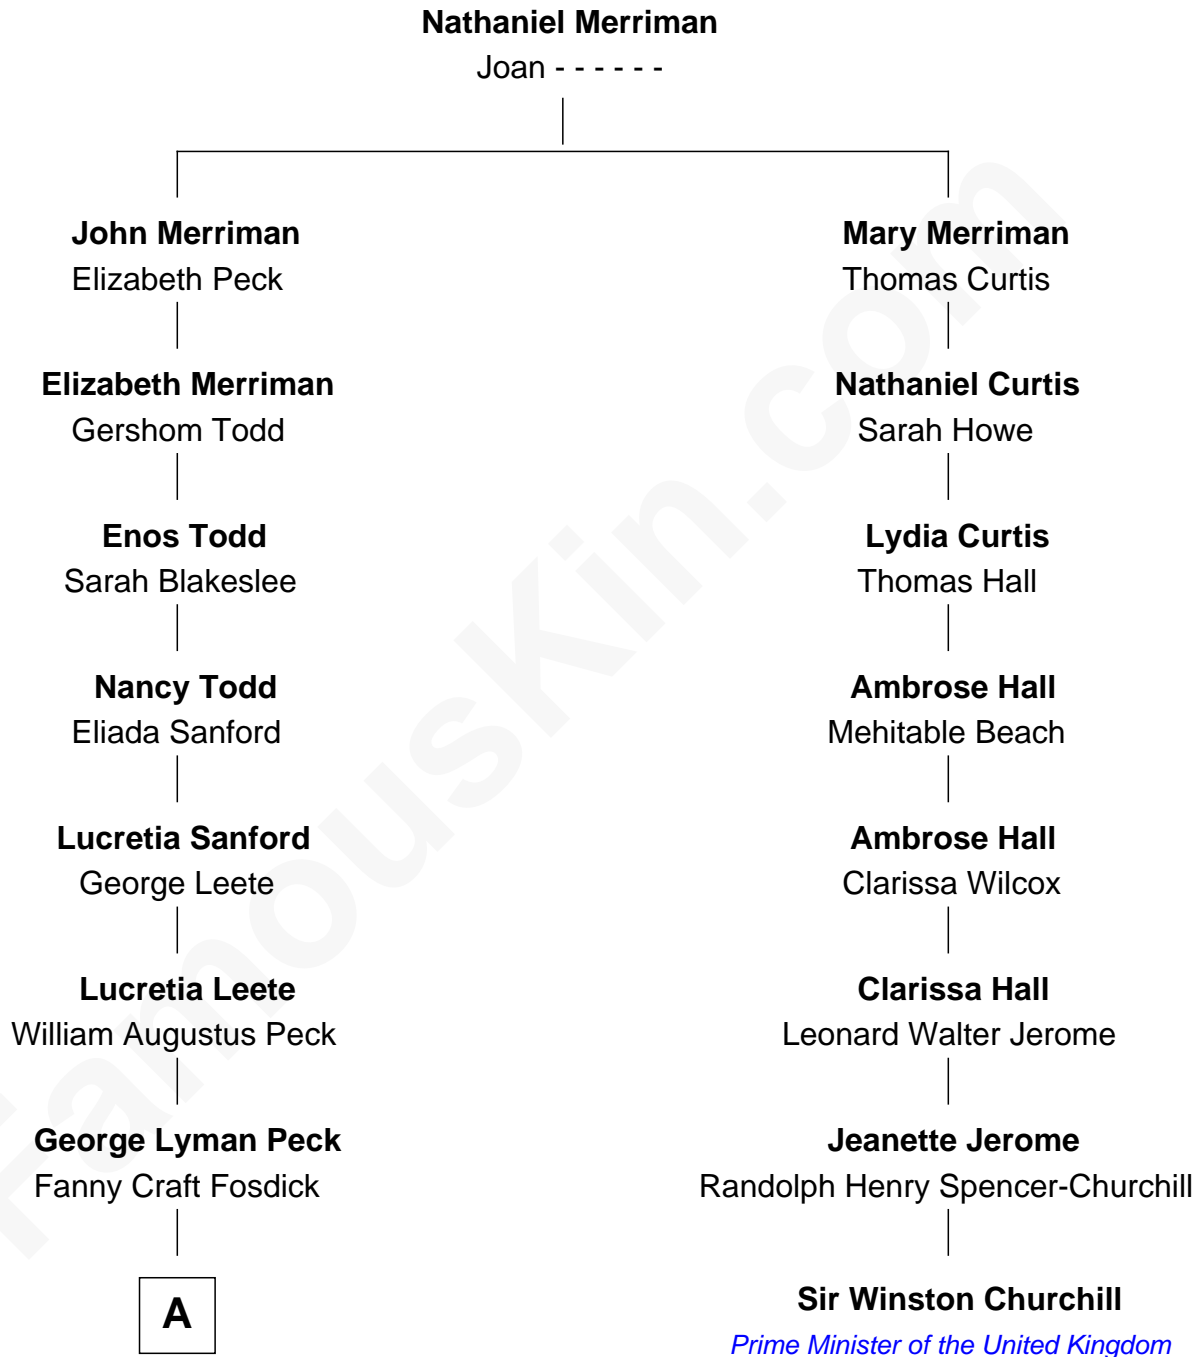 Nathaniel Merriman
Joan - - - - - -
John Merriman
Elizabeth Peck
Elizabeth Merriman
Gershom Todd
Enos Todd
Sarah Blakeslee
Nancy Todd
Eliada Sanford
Lucretia Sanford
George Leete
Lucretia Leete
William Augustus Peck
George Lyman Peck
Fanny Craft Fosdick
A
Mary Merriman
Thomas Curtis
Nathaniel Curtis
Sarah Howe
Lydia Curtis
Thomas Hall
Ambrose Hall
Mehitable Beach
Ambrose Hall
Clarissa Wilcox
Clarissa Hall
Leonard Walter Jerome
Jeanette Jerome
Randolph Henry Spencer-Churchill
Sir Winston Churchill
Prime Minister of the United Kingdom
FamousKin.com